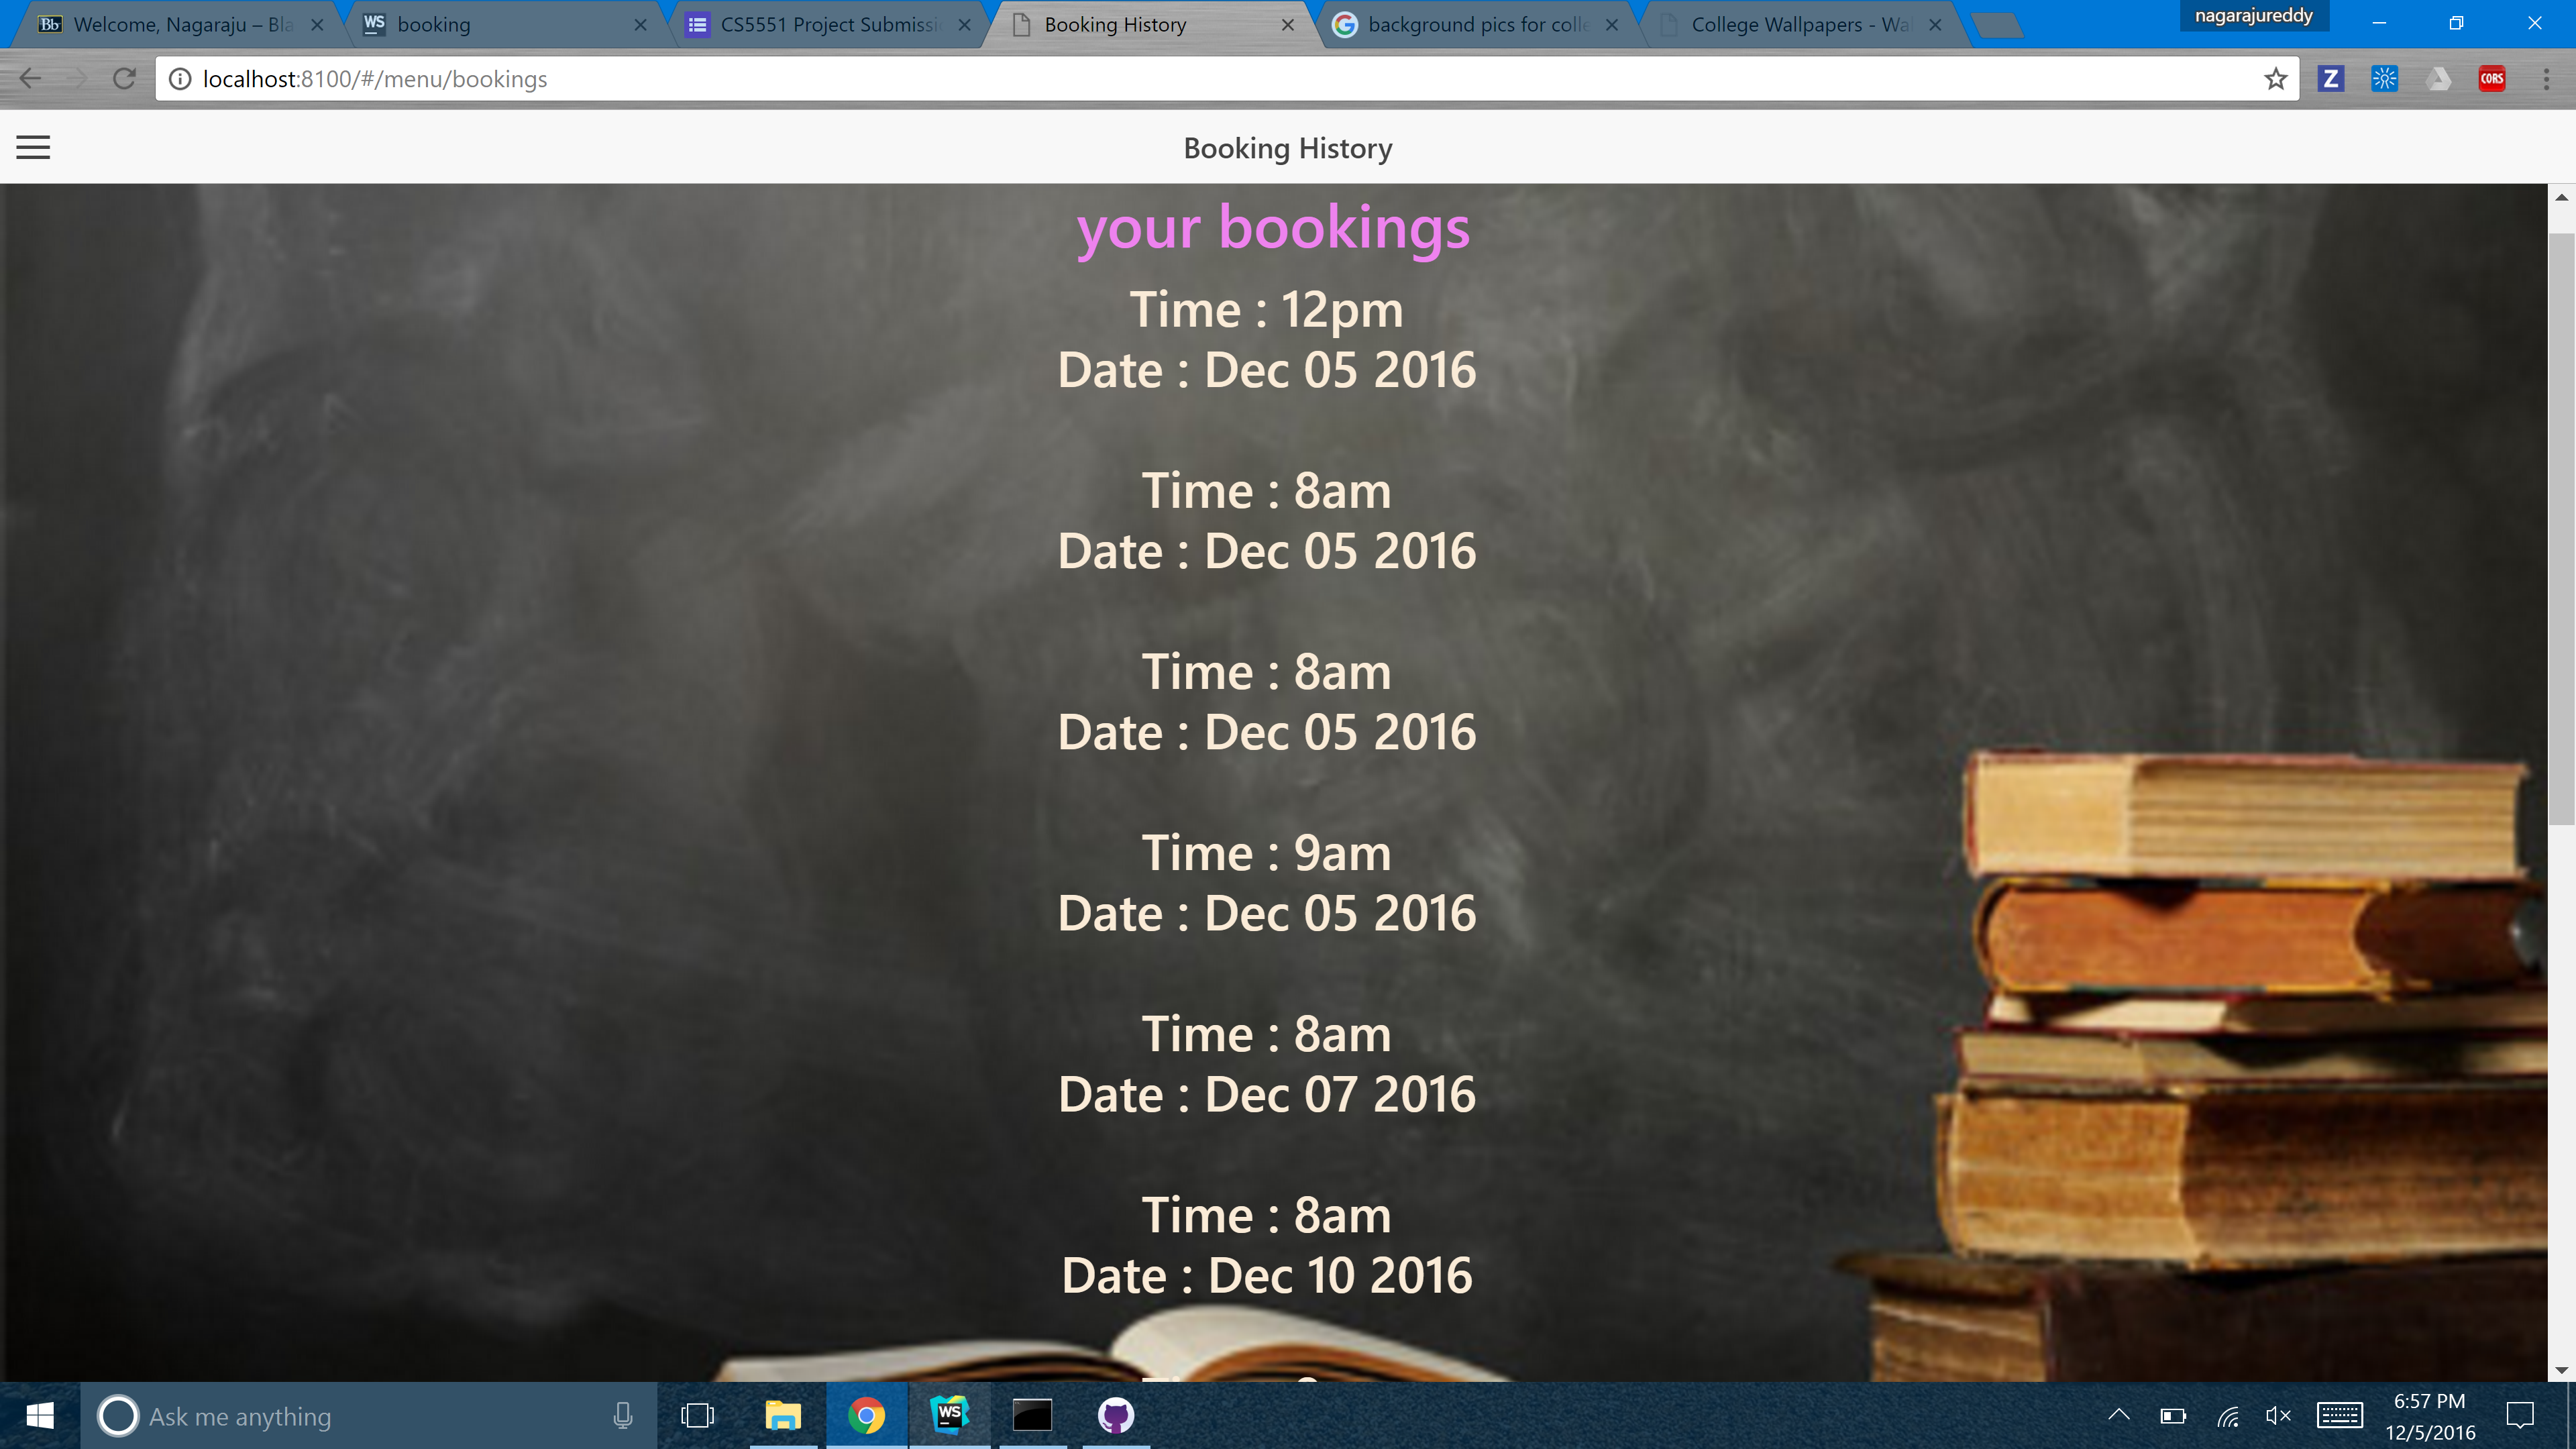 Welcome, Nagaraju – Bla
booking
CS5551 Project Submissi
Booking History
background pics for colle
College Wallpapers - Wal
nagarajureddy
localhost:8100/#/menu/bookings
Z
CORS
Booking History
your bookings
Time : 12pm
Date : Dec 05 2016
Time : 8am
Date : Dec 05 2016
Time : 8am
Date : Dec 05 2016
Time : 9am
Date : Dec 05 2016
Time : 8am
Date : Dec 07 2016
Time : 8am
Date : Dec 10 2016
Ask me anything
WS
6:57 PM
12/5/2016